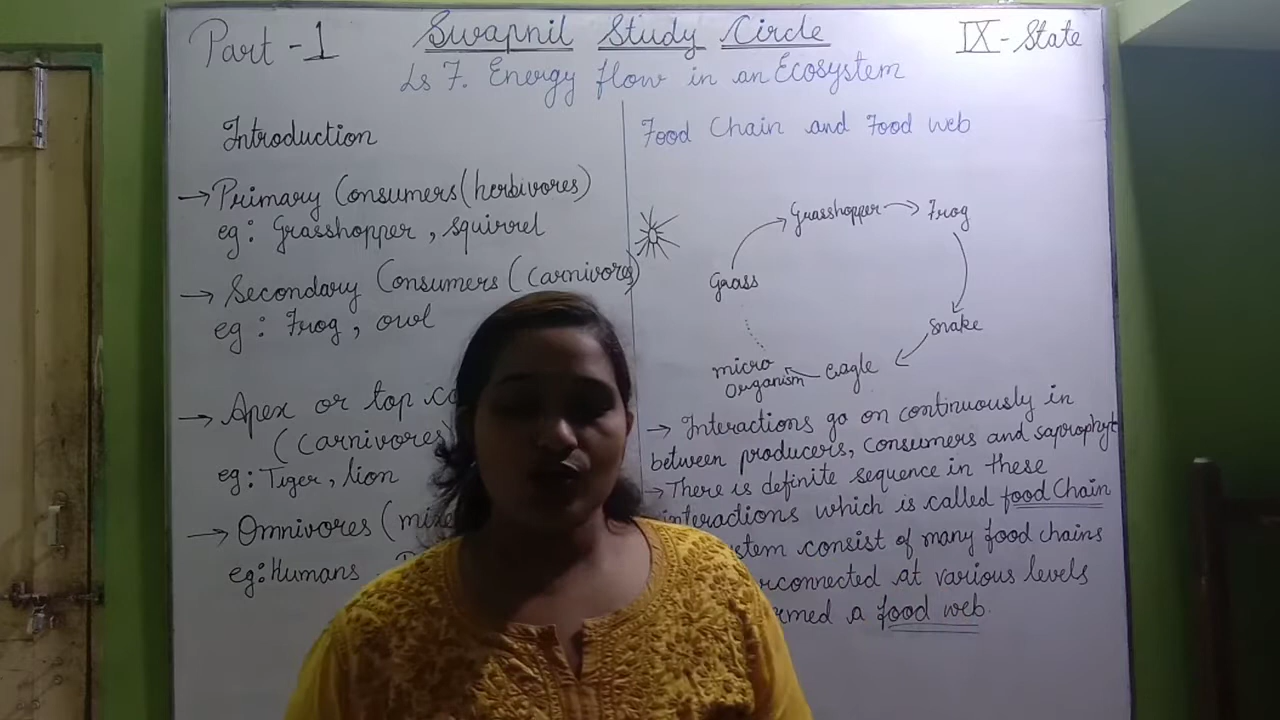 Part - 1
Swapnil Study Circle
IX - State
Ls 7. Energy flow in an Ecosystem
Introduction
→ Primary Consumers (herbivores)
eg: Grasshopper, squirrel
→ Secondary Consumers (carnivores)
eg: Frog, owl
→ Apex or top
(carnivores)
eg: Tiger, lion
→ Omnivores
eg: Humans
Food Chain and Food web
Grasshopper → Frog
Grass
Snake
Eagle
micro
Organism
→ Interactions go on continuously in
between producers, consumers and saprophyt
→ There is definite sequence in these
interactions which is called food Chain
consist of many food chains
at various levels
a food web.